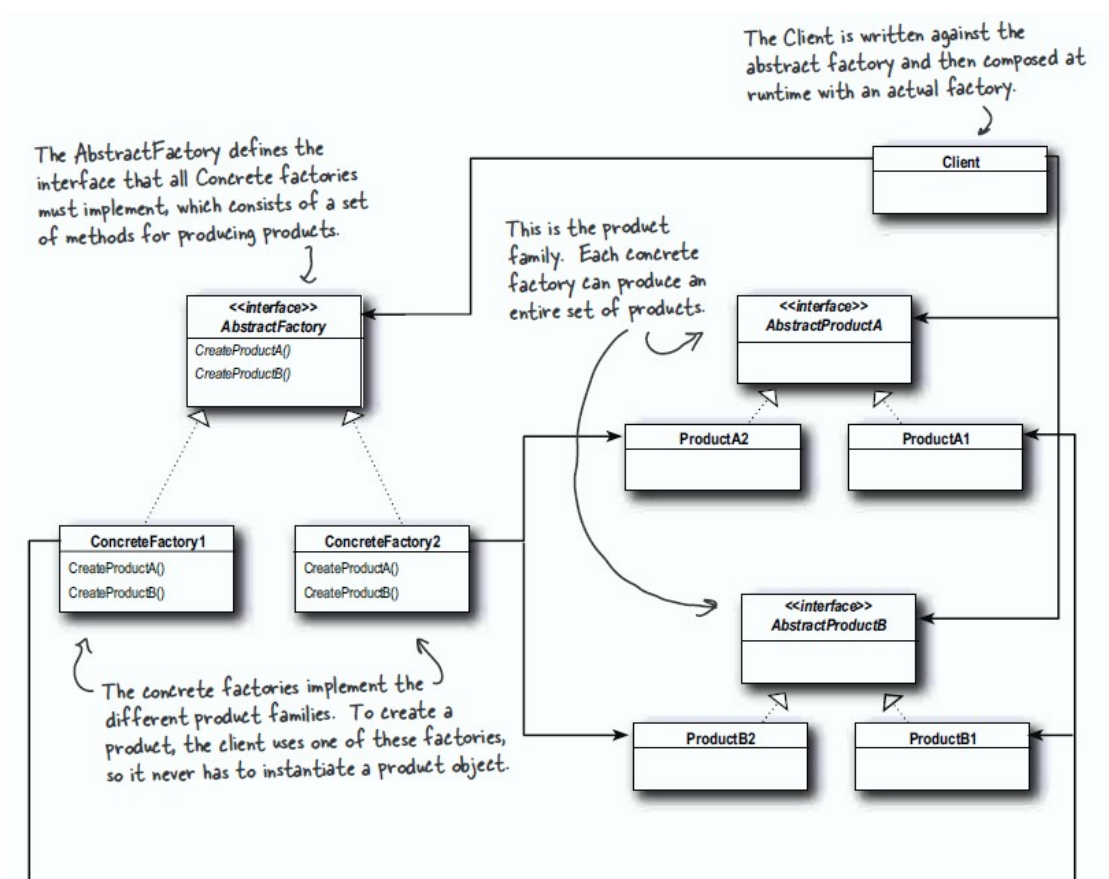 The Client is written against the
abstract factory and then composed at
runtime with an actual factory.
The AbstractFactory defines the
interface that all Concrete factories
must implement, which consists of a set
of methods for producing products.
Client
This is the product
family. Each concrete
factory can produce an
entire set of products.
<<interface>>
AbstractFactory
CreateProductA()
CreateProductB()
<<interface>>
AbstractProductA
ProductA2
ProductA1
ConcreteFactory1
CreateProductA()
CreateProductB()
ConcreteFactory2
CreateProductA()
CreateProductB()
<<interface>>
AbstractProductB
The concrete factories implement the
different product families. To create a
product, the client uses one of these factories,
so it never has to instantiate a product object.
ProductB2
ProductB1